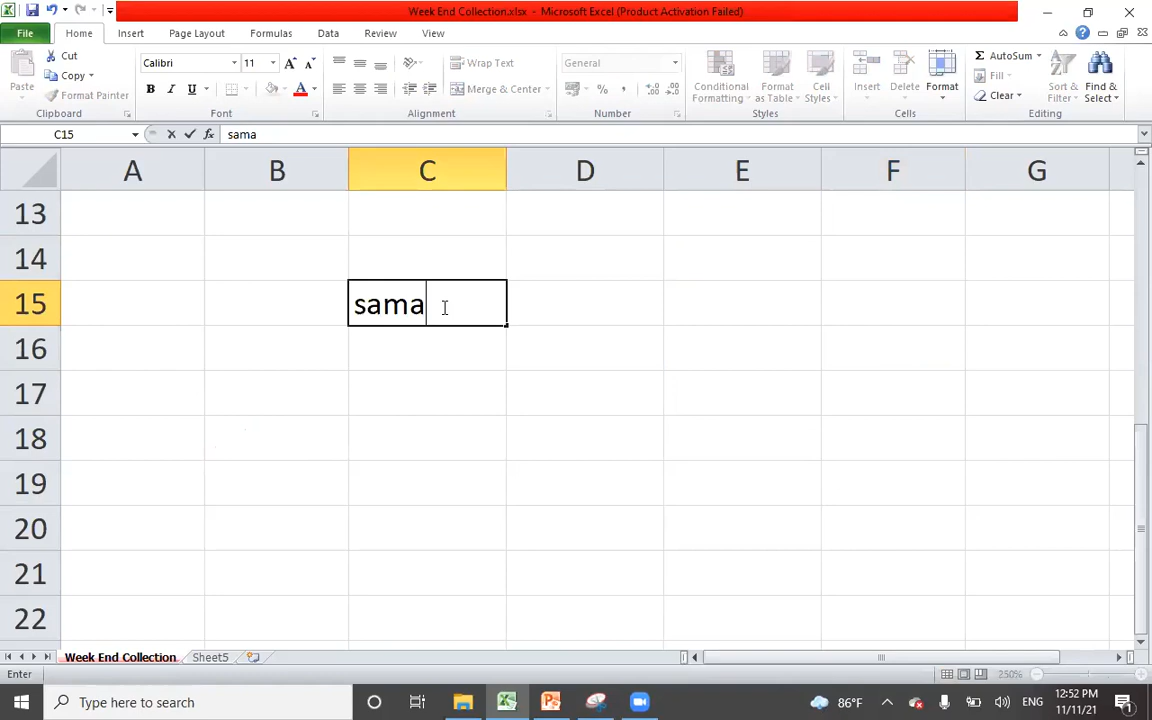 Week End Collection.xlsx - Microsoft Excel (Product Activation Failed)
File Home Insert Page Layout Formulas Data Review View
Paste
Cut
Copy
Format Painter
Clipboard
Calibri 11
B I U
Font
Wrap Text
Merge & Center
Alignment
General
% ,
Number
Conditional Formatting
Format as Table
Cell Styles
Styles
Insert
Delete
Format
Cells
Σ AutoSum
Fill
Clear
Sort & Filter
Find & Select
Editing
C15 fx sama
A B C D E F G
13
14
15 sama
16
17
18
19
20
21
22
Week End Collection Sheet5
Enter 250%
Type here to search
86°F ENG 12:52 PM
11/11/21
1